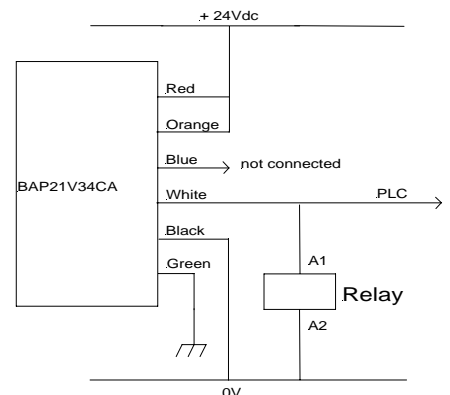 + 24Vdc
Red
Orange
Blue
not connected
BAP21V34CA
White
PLC
Black
Green
A1
Relay
A2
0V